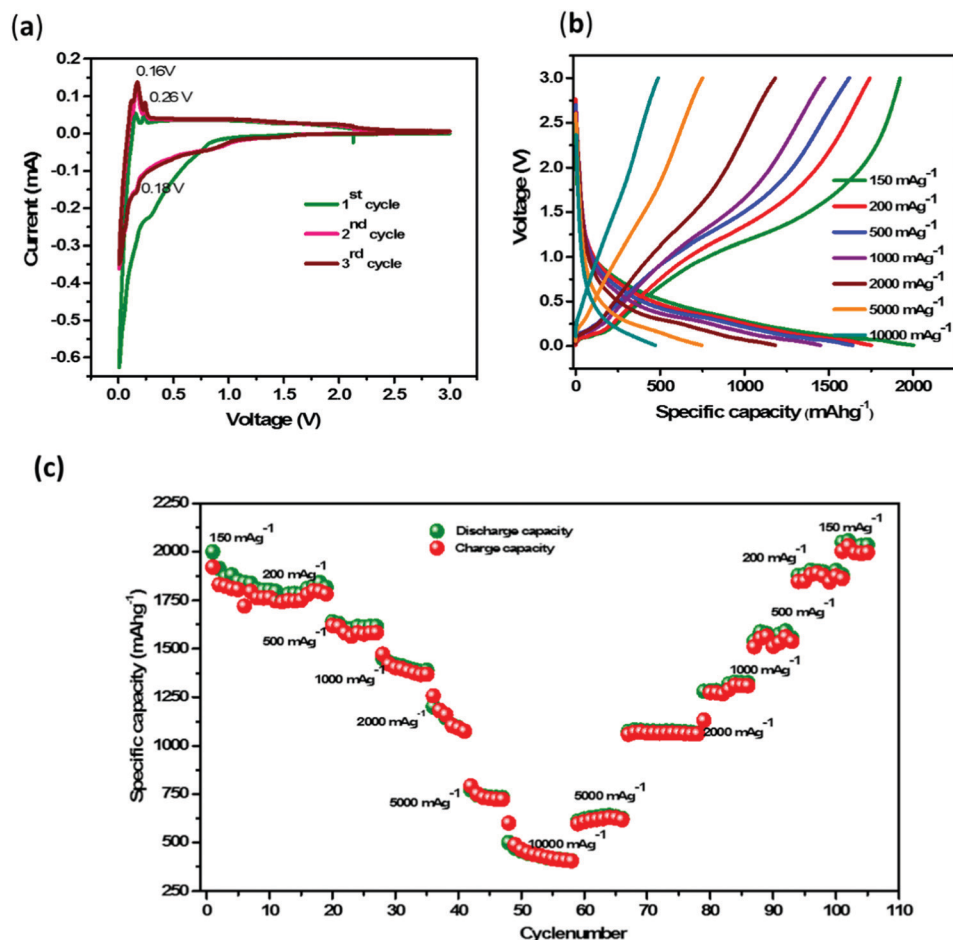 (a)
0.2
0.1
0.0
-0.1
-0.2
-0.3
-0.4
-0.5
-0.6
Current (mA)
0.16V
0.26 V
0.18 V
1st cycle
2nd cycle
3rd cycle
0.0 0.5 1.0 1.5 2.0 2.5 3.0
Voltage (V)
(b)
3.0
2.5
2.0
1.5
1.0
0.5
0.0
Voltage (V)
150 mAg-1
200 mAg-1
500 mAg-1
1000 mAg-1
2000 mAg-1
5000 mAg-1
10000 mAg-1
0 500 1000 1500 2000
Specific capacity (mAhg-1)
(c)
2250
2000
1750
1500
1250
1000
750
500
250
Specific capacity (mAhg-1)
Discharge capacity
Charge capacity
150 mAg-1
200 mAg-1
500 mAg-1
1000 mAg-1
2000 mAg-1
5000 mAg-1
10000 mAg-1
5000 mAg-1
2000 mAg-1
1000 mAg-1
500 mAg-1
200 mAg-1
150 mAg-1
0 10 20 30 40 50 60 70 80 90 100 110
Cyclenumber